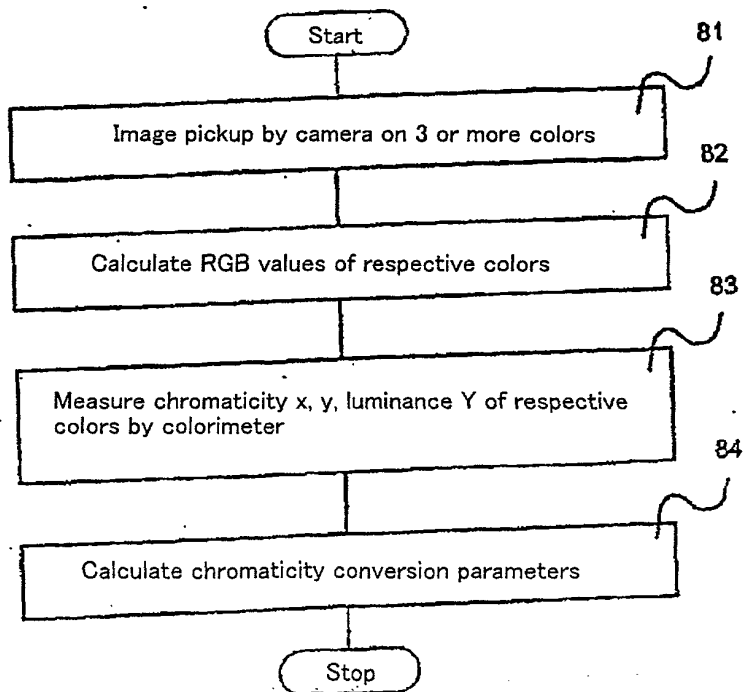 Start
81
Image pickup by camera on 3 or more colors
82
Calculate RGB values of respective colors
83
Measure chromaticity x, y, luminance Y of respective
colors by colorimeter
84
Calculate chromaticity conversion parameters
Stop